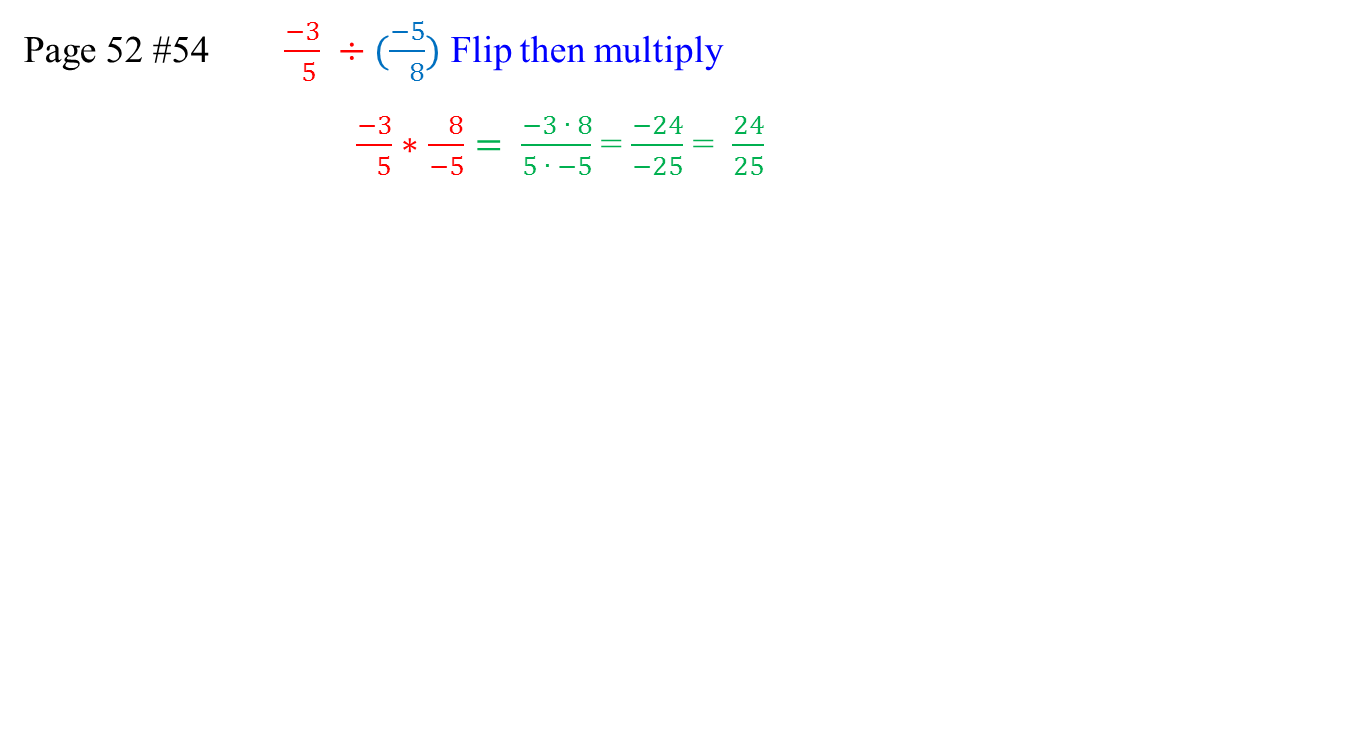 Page 52 #54 −3/5 ÷ (−5/8) Flip then multiply
−3/5 * 8/−5 = −3 · 8/5 · −5 = −24/−25 = 24/25